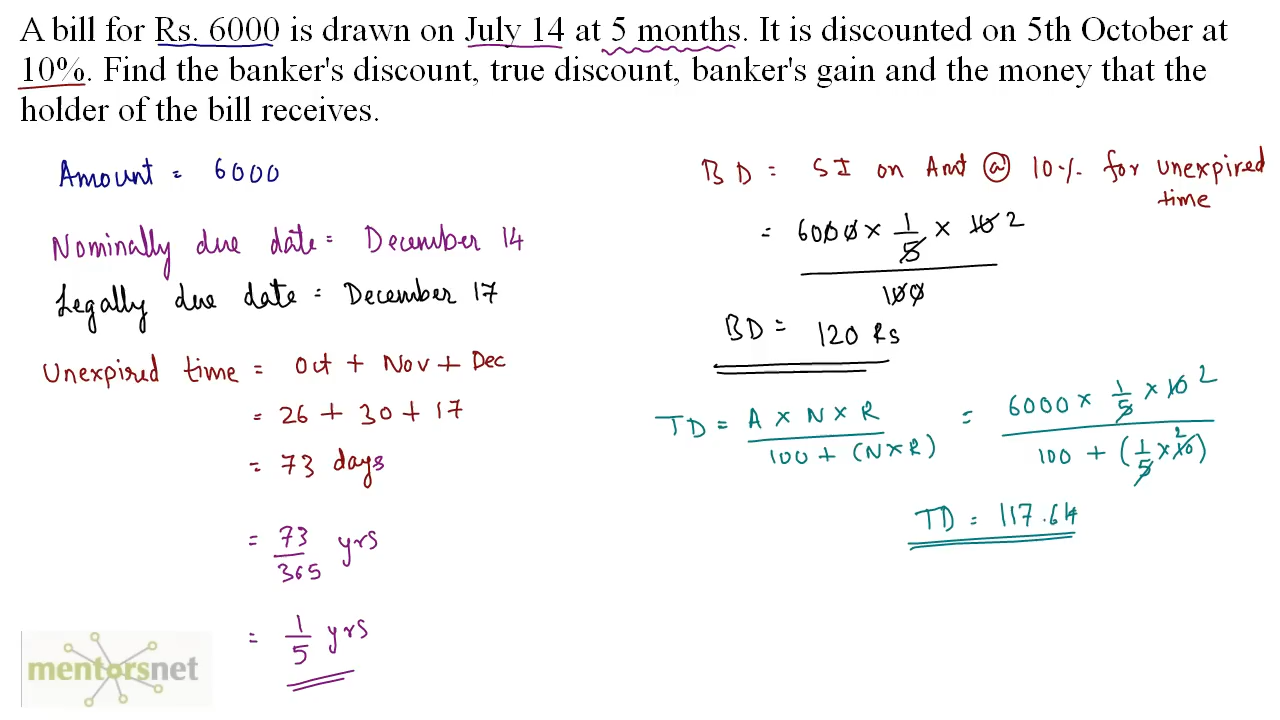 A bill for Rs. 6000 is drawn on July 14 at 5 months. It is discounted on 5th October at
10%. Find the banker's discount, true discount, banker's gain and the money that the
holder of the bill receives.
Amount = 6000
Nominally due date = December 14
Legally due date = December 17
Unexpired time = Oct + Nov + Dec
= 26 + 30 + 17
= 73 days
= 73/365 yrs
= 1/5 yrs
BD = SI on Amt @ 10% for unexpired
time
= 6000 × 1/5 × 10 2
100
BD = 120 Rs
TD = A × N × R / 100 + (N × R) = 6000 × 1/5 × 10 2 / 100 + (1/5 × 10 2)
TD = 117.64
mentorsnet